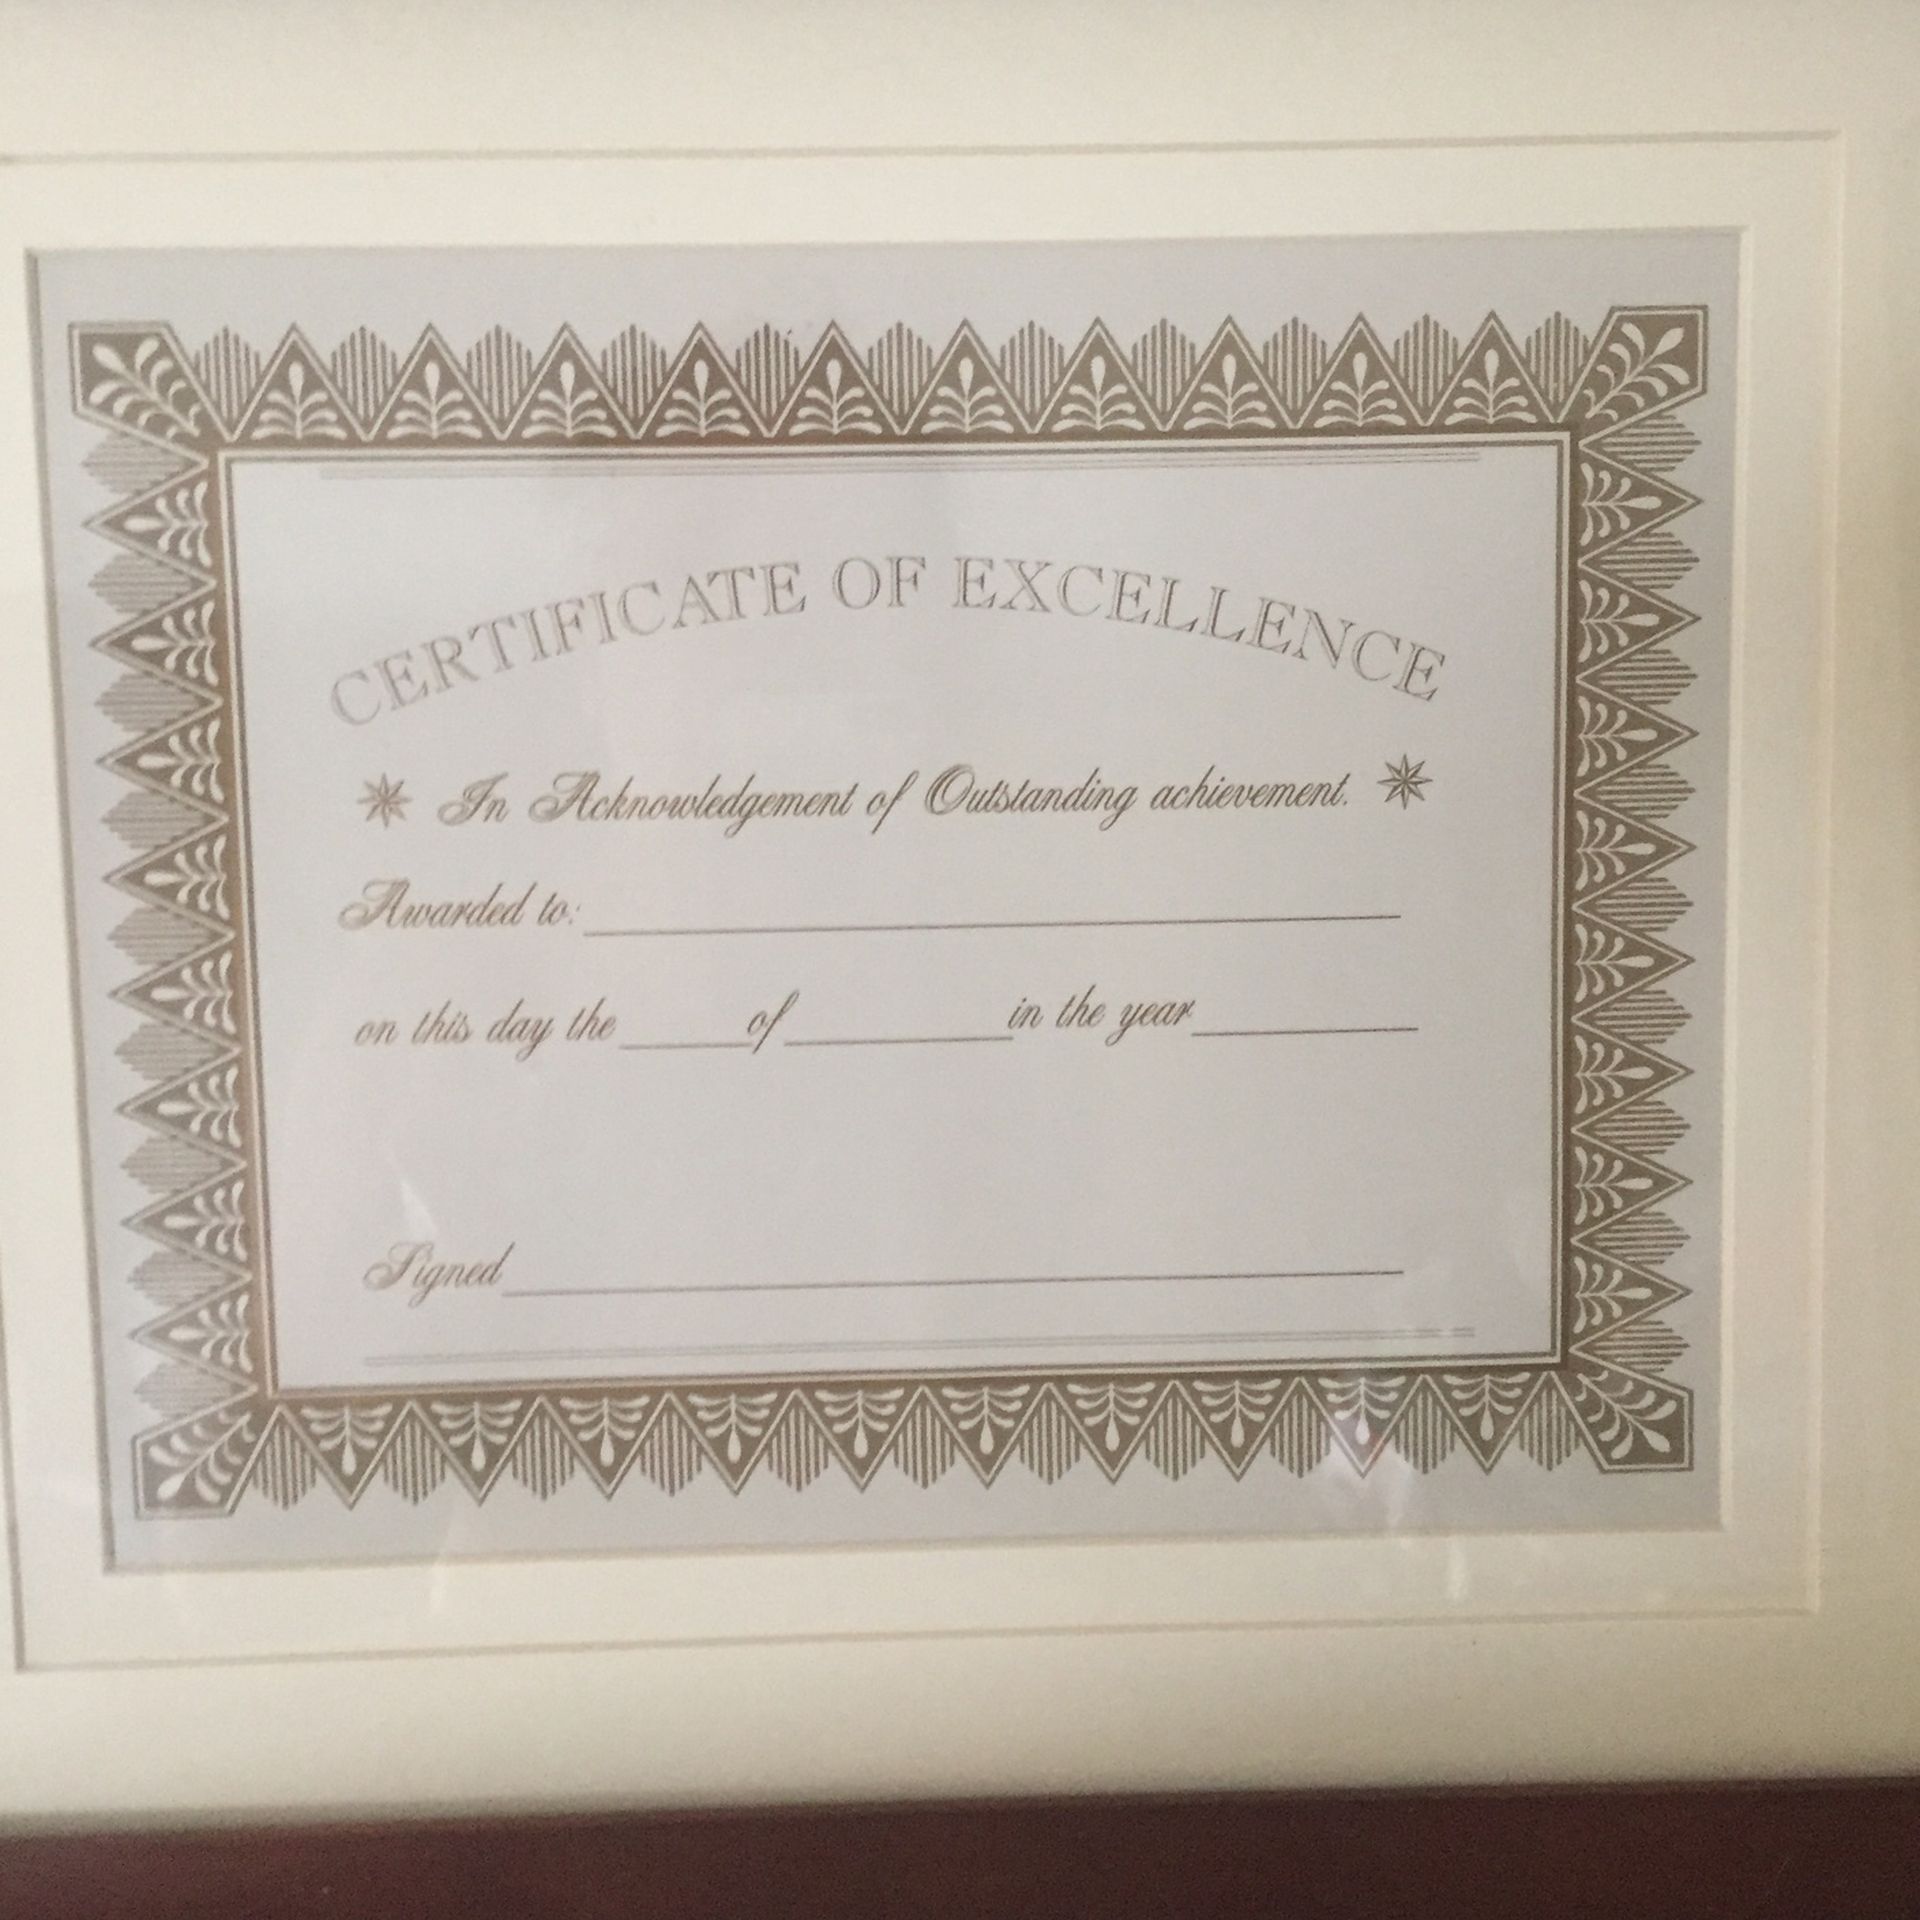 CERTIFICATE OF EXCELLENCE
In Acknowledgement of Outstanding achievement.
Awarded to:
on this day the of in the year
Signed